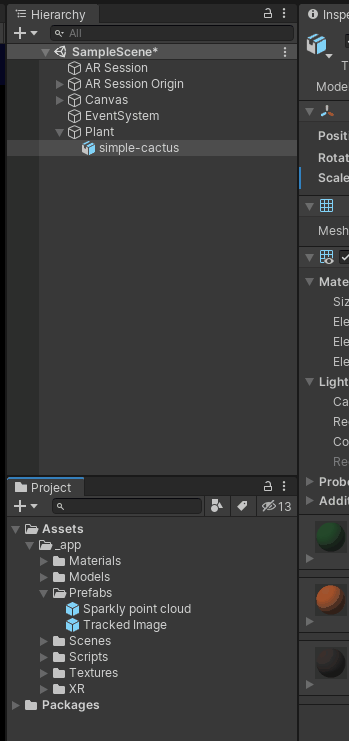 Hierarchy
All
SampleScene*
AR Session
AR Session Origin
Canvas
EventSystem
Plant
simple-cactus
Project
13
Assets
_app
Materials
Models
Prefabs
Sparkly point cloud
Tracked Image
Scenes
Scripts
Textures
XR
Packages
Inspe
T
Mode
Posit
Rotat
Scale
Mesh
Mate
Siz
Ele
Ele
Ele
Light
Ca
Re
Co
Re
Probe
Addit